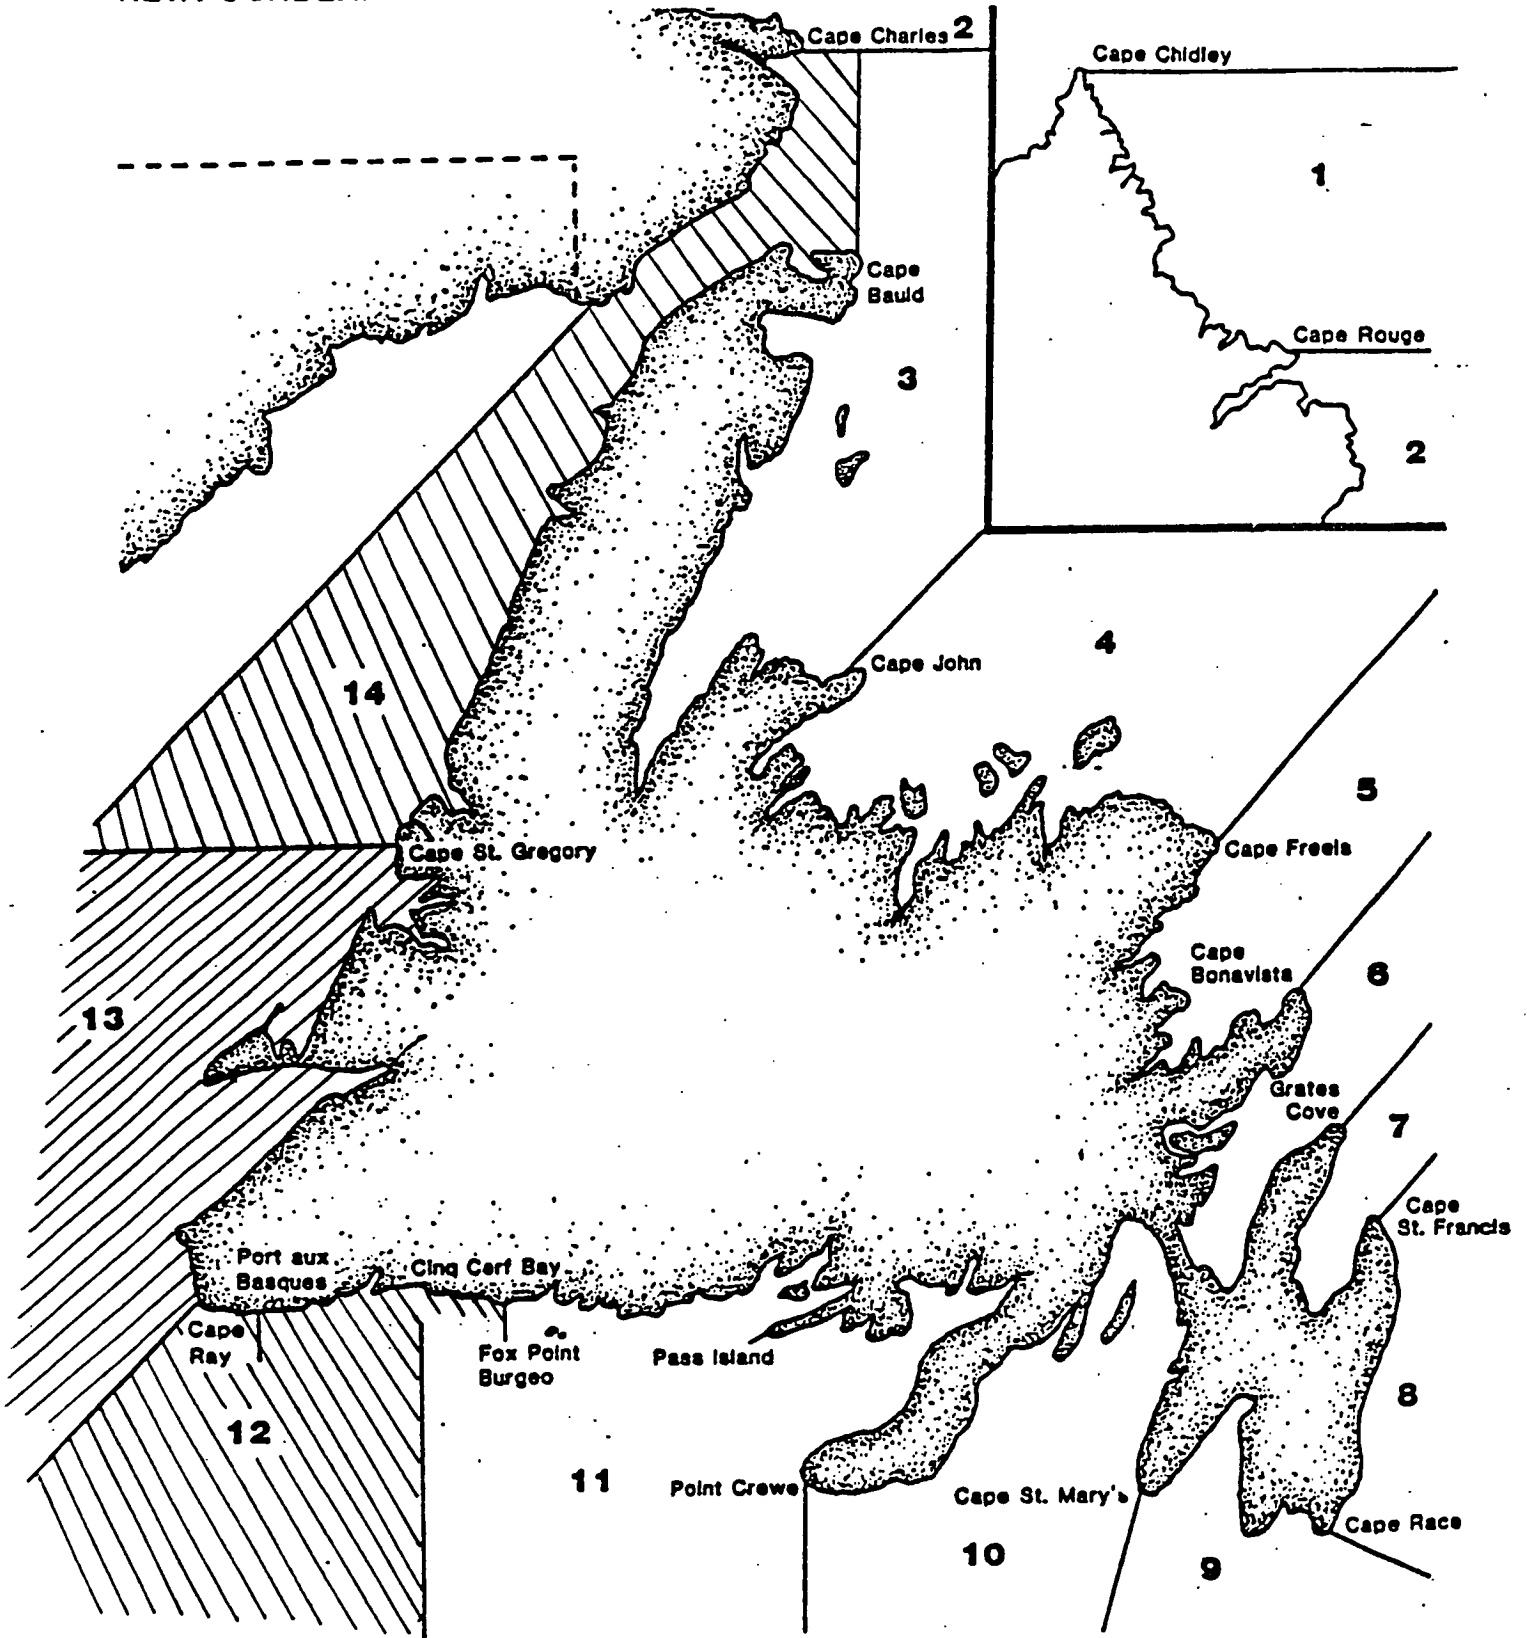 Cape Charles 2
Cape Chidley
1
Cape Rouge
2
Cape
Bauld
3
4
Cape John
14
5
Cape St. Gregory
Cape Freels
Cape
Bonavista
6
13
Grates
Cove
7
Cape
St. Francis
Port aux
Basques
Cinq Cerf Bay
Cape
Ray
Fox Point
Burgeo
Pass Island
8
12
11
Point Crewe
Cape St. Mary's
Cape Race
10
9